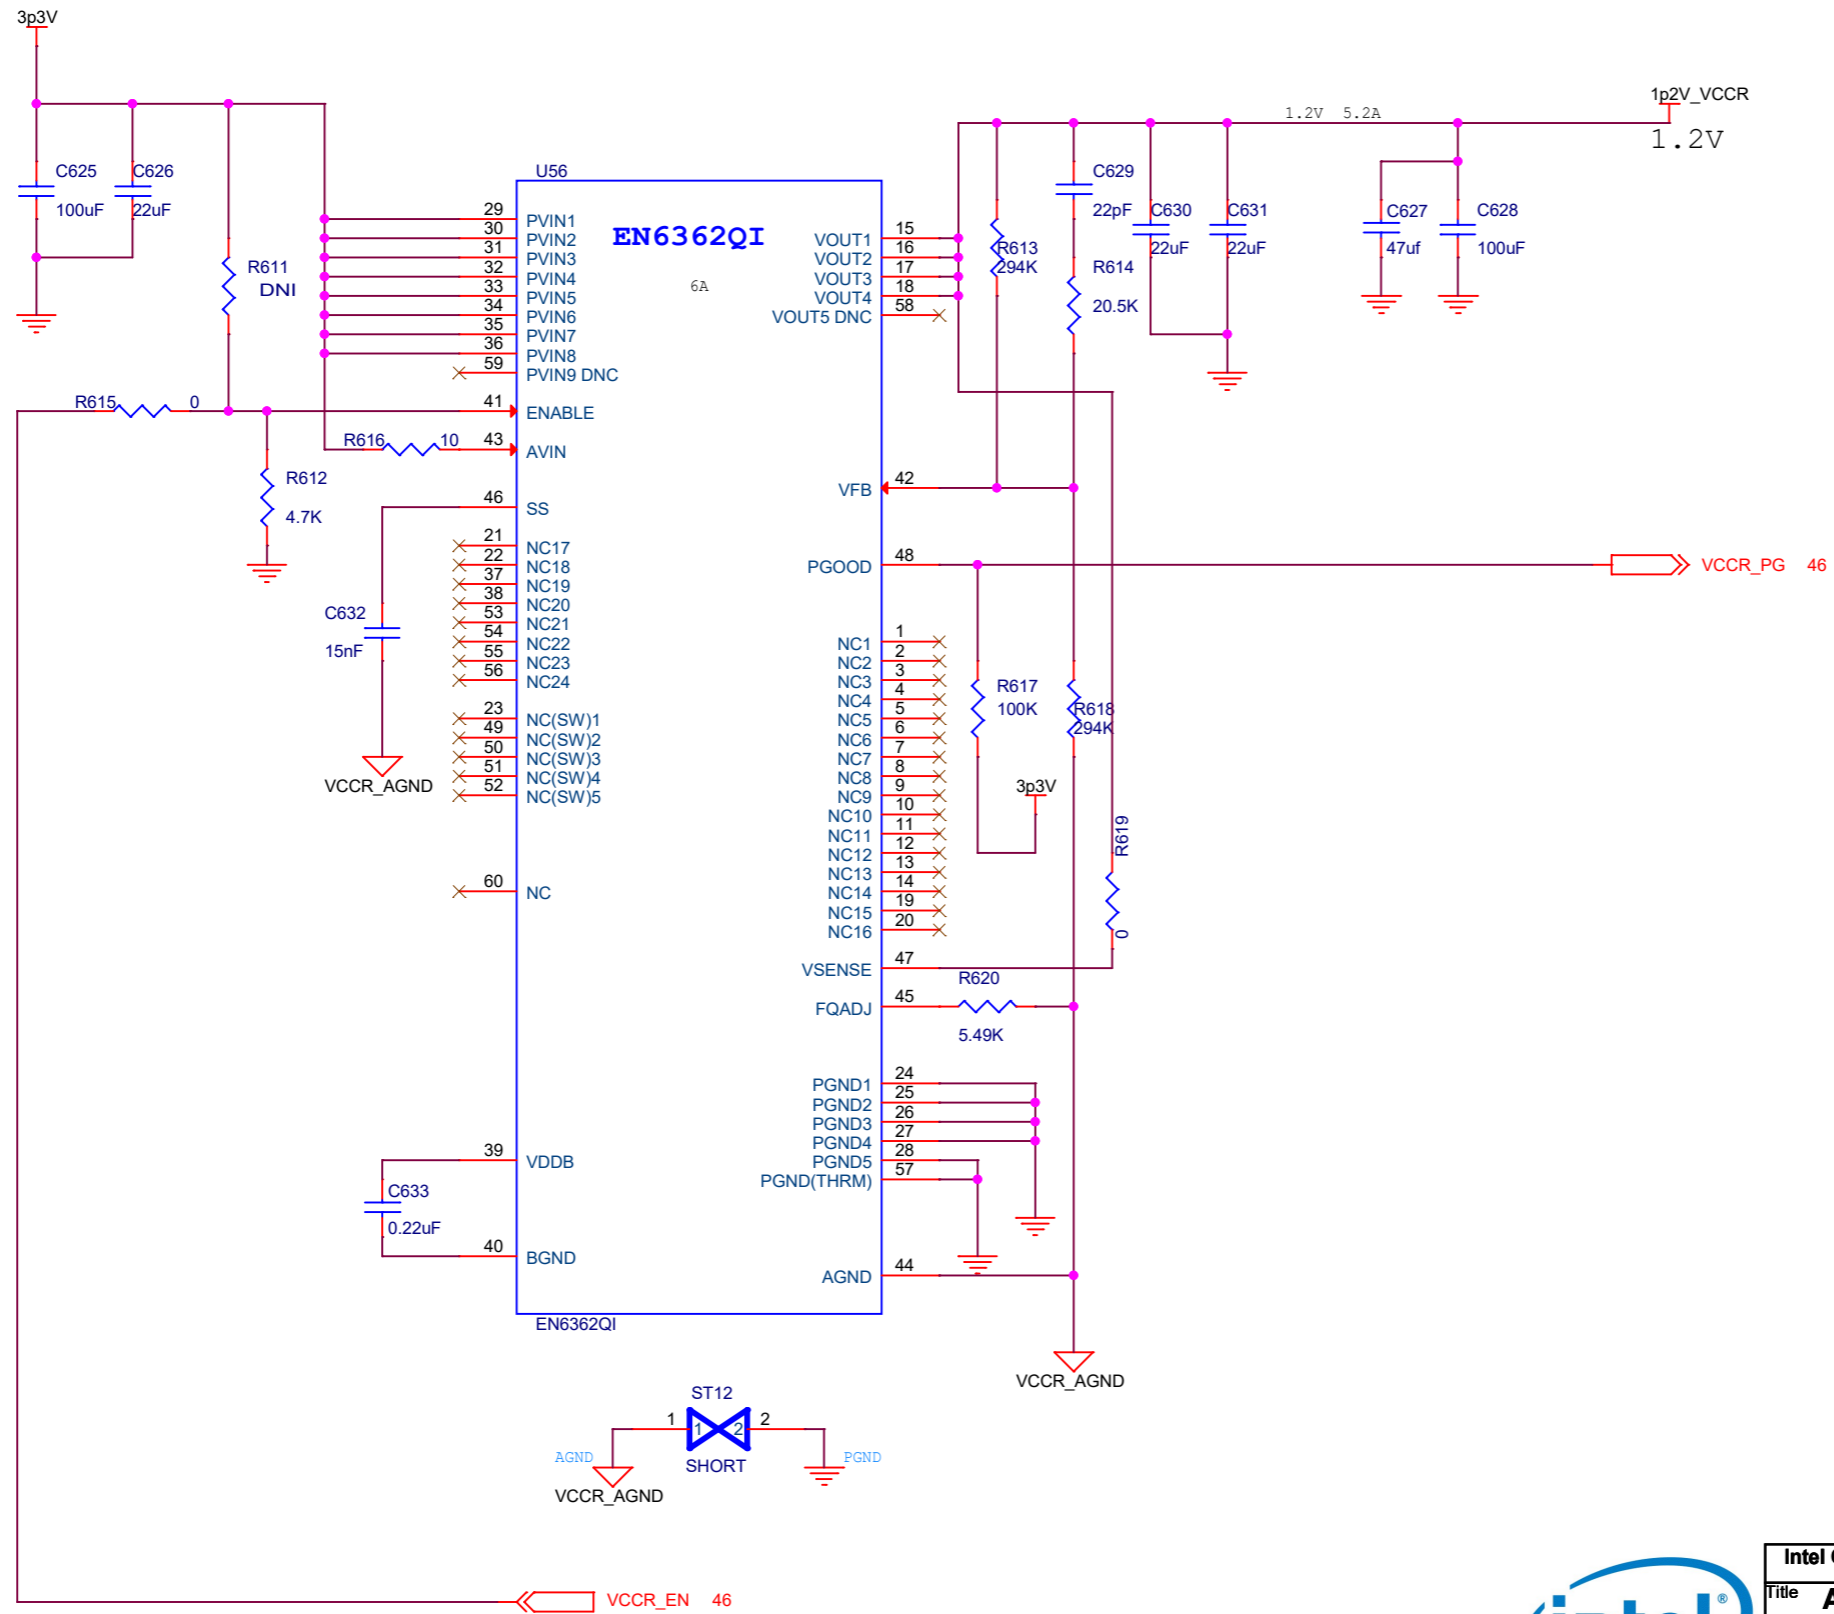 3p3V
1p2V_VCCR
1.2V 5.2A
1.2V
C625
100uF
C626
22uF
R611
DNI
R615 0
R616 10
R612
4.7K
C632
15nF
VCCR_AGND
C633
0.22uF
U56
EN6362QI
6A
29 PVIN1
30 PVIN2
31 PVIN3
32 PVIN4
33 PVIN5
34 PVIN6
35 PVIN7
36 PVIN8
59 PVIN9 DNC
41 ENABLE
43 AVIN
46 SS
21 NC17
22 NC18
37 NC19
38 NC20
53 NC21
54 NC22
55 NC23
56 NC24
23 NC(SW)1
49 NC(SW)2
50 NC(SW)3
51 NC(SW)4
52 NC(SW)5
60 NC
39 VDDB
40 BGND
VOUT1 15
VOUT2 16
VOUT3 17
VOUT4 18
VOUT5 DNC 58
VFB 42
PGOOD 48
NC1 1
NC2 2
NC3 3
NC4 4
NC5 5
NC6 6
NC7 7
NC8 8
NC9 9
NC10 10
NC11 11
NC12 12
NC13 13
NC14 14
NC15 19
NC16 20
VSENSE 47
FQADJ 45
PGND1 24
PGND2 25
PGND3 26
PGND4 27
PGND5 28
PGND(THRM) 57
AGND 44
EN6362QI
R613
294K
C629
22pF
R614
20.5K
C630
22uF
C631
22uF
C627
47uf
C628
100uF
VCCR_PG 46
R617
100K
3p3V
R618
294K
R619
0
R620
5.49K
VCCR_AGND
ST12
1 1 2 2
SHORT
AGND
PGND
VCCR_AGND
VCCR_EN 46
intel®
Intel
Title